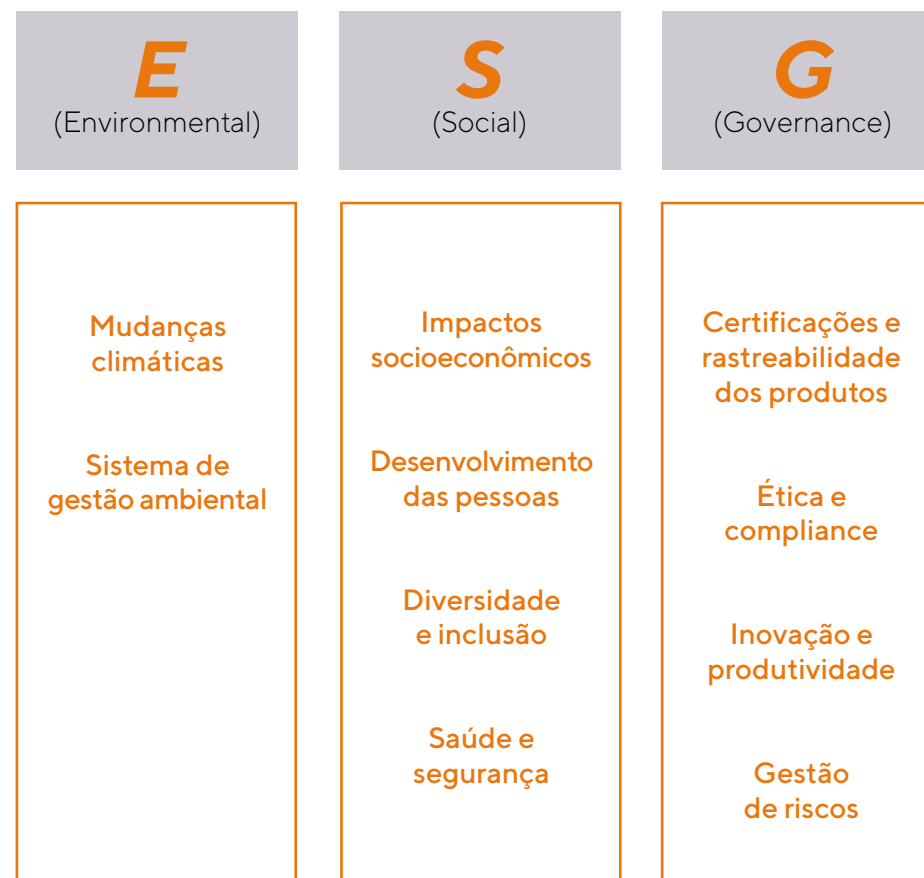 E
(Environmental)
Mudanças
climáticas
Sistema de
gestão ambiental
S
(Social)
Impactos
socioeconômicos
Desenvolvimento
das pessoas
Diversidade
e inclusão
Saúde e
segurança
G
(Governance)
Certificações e
rastreabilidade
dos produtos
Ética e
compliance
Inovação e
produtividade
Gestão
de riscos